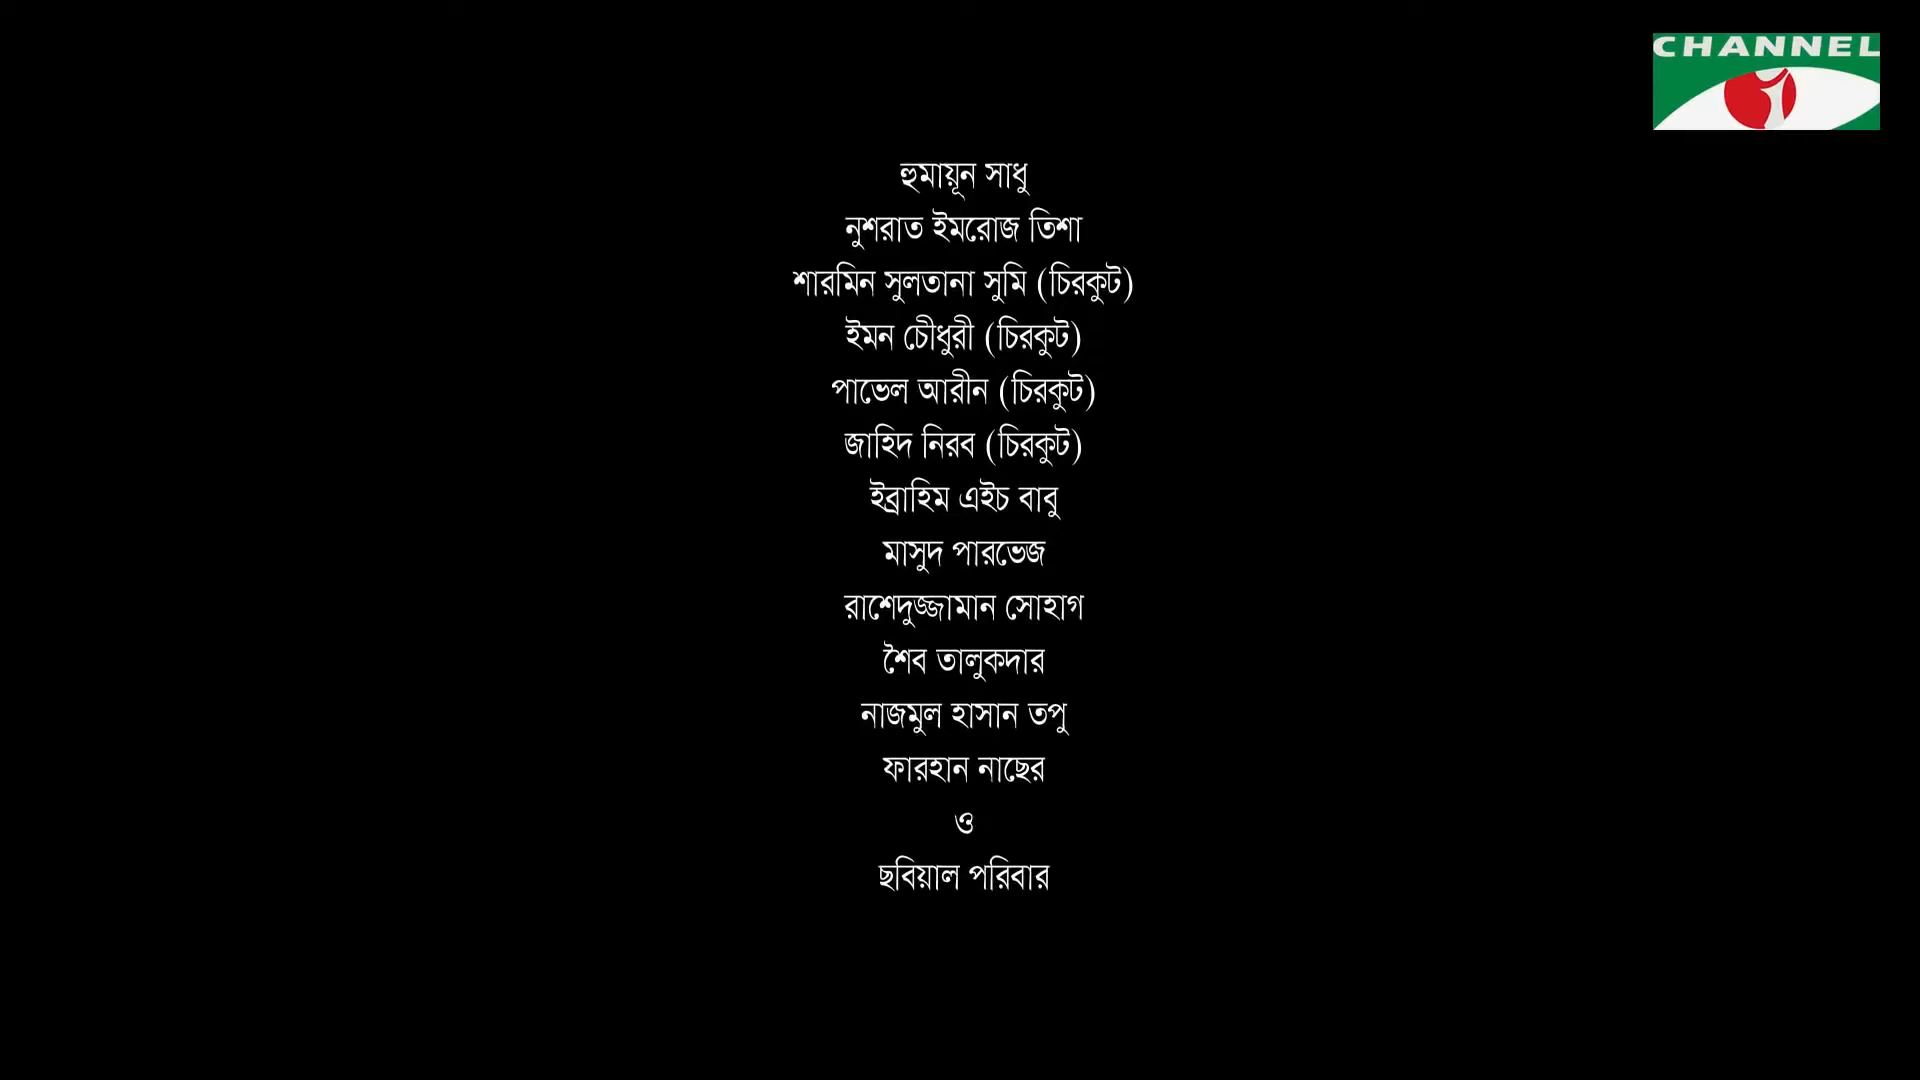 CHANNEL
হুমায়ূন সাধু
নুশরাত ইমরোজ তিশা
শারমিন সুলতানা সুমি (চিরকুট)
ইমন চৌধুরী (চিরকুট)
পাভেল আরীন (চিরকুট)
জাহিদ নিরব (চিরকুট)
ইব্রাহিম এইচ বাবু
মাসুদ পারভেজ
রাশেদুজ্জামান সোহাগ
শৈব তালুকদার
নাজমুল হাসান তপু
ফারহান নাছের
ও
ছবিয়াল পরিবার